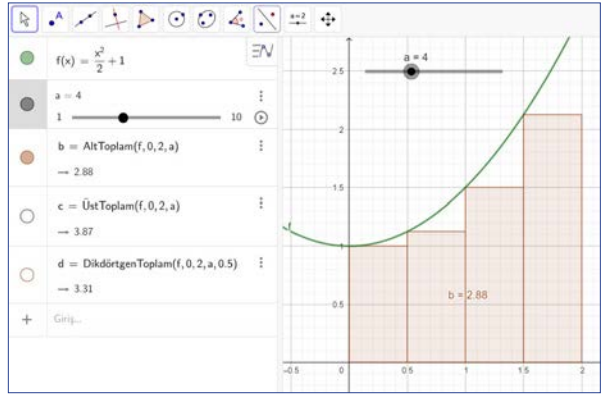 a=2
f(x) = x²/2 + 1
a = 4
1 10
b = AltToplam(f, 0, 2, a)
→ 2.88
c = ÜstToplam(f, 0, 2, a)
→ 3.87
d = DikdörtgenToplam(f, 0, 2, a, 0.5)
→ 3.31
+ Giriş...
a = 4
2.5
2
1.5
f
1
b = 2.88
0.5
-0.5 0 0.5 1 1.5 2